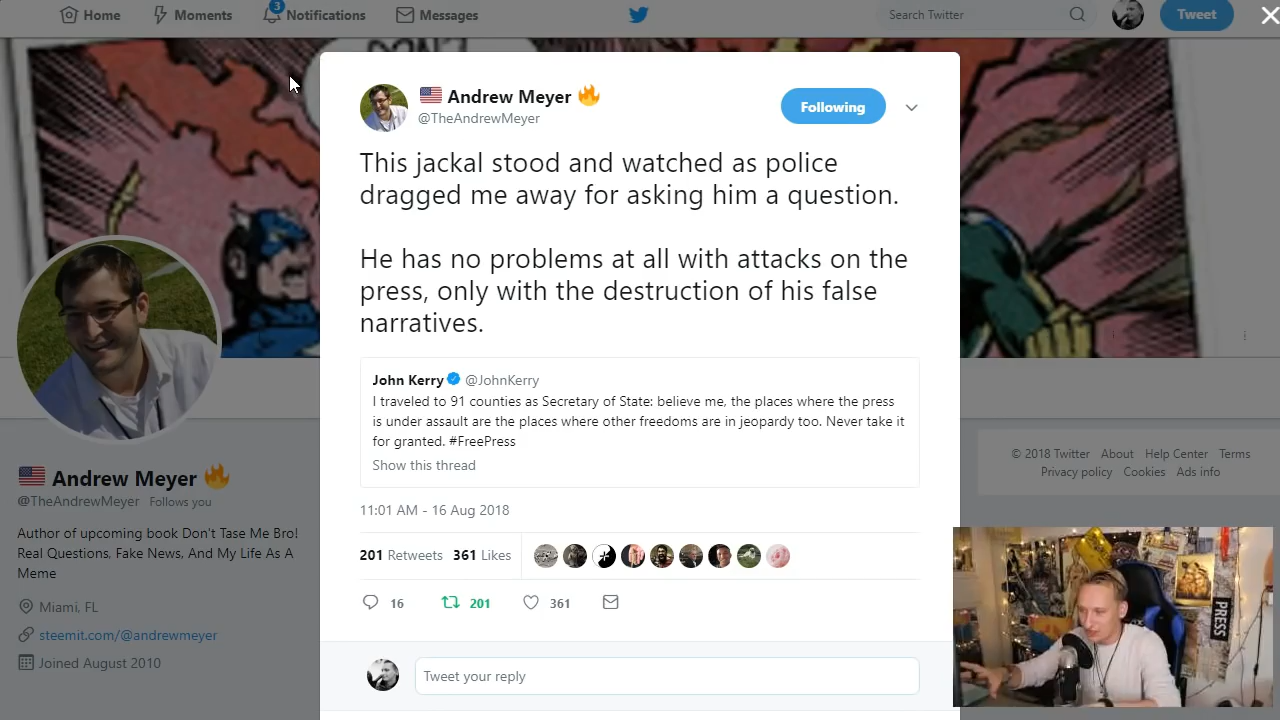 Home Moments 3 Notifications Messages Search Twitter Tweet
DON'T
Andrew Meyer
@TheAndrewMeyer
Following
This jackal stood and watched as police
dragged me away for asking him a question.
He has no problems at all with attacks on the
press, only with the destruction of his false
narratives.
John Kerry @JohnKerry
I traveled to 91 counties as Secretary of State: believe me, the places where the press
is under assault are the places where other freedoms are in jeopardy too. Never take it
for granted. #FreePress
Show this thread
11:01 AM - 16 Aug 2018
201 Retweets 361 Likes
16 201 361
Tweet your reply
Andrew Meyer
@TheAndrewMeyer Follows you
Author of upcoming book Don't Tase Me Bro!
Real Questions, Fake News, And My Life As A
Meme
Miami, FL
steemit.com/@andrewmeyer
Joined August 2010
© 2018 Twitter About Help Center Terms
Privacy policy Cookies Ads info
PRESS